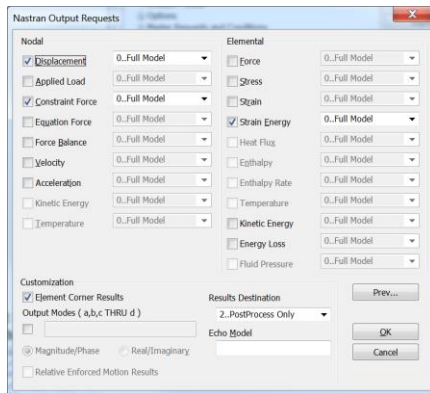 Nastran Output Requests
Nodal
Displacement 0..Full Model
Applied Load 0..Full Model
Constraint Force 0..Full Model
Equation Force 0..Full Model
Force Balance 0..Full Model
Velocity 0..Full Model
Acceleration 0..Full Model
Kinetic Energy 0..Full Model
Temperature 0..Full Model
Elemental
Force 0..Full Model
Stress 0..Full Model
Strain 0..Full Model
Strain Energy 0..Full Model
Heat Flux 0..Full Model
Enthalpy 0..Full Model
Enthalpy Rate 0..Full Model
Temperature 0..Full Model
Kinetic Energy 0..Full Model
Energy Loss 0..Full Model
Fluid Pressure 0..Full Model
Customization
Element Corner Results
Output Modes ( a,b,c THRU d )
Magnitude/Phase Real/Imaginary
Relative Enforced Motion Results
Results Destination
2..PostProcess Only
Echo Model
Prev...
OK
Cancel